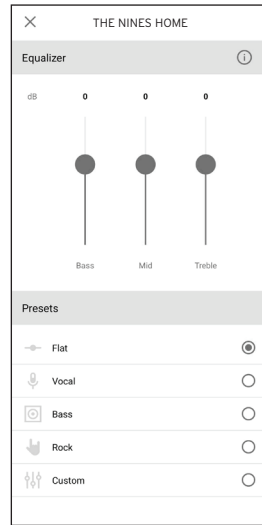 THE NINES HOME
Equalizer
dB 0 0 0
Bass Mid Treble
Presets
Flat
Vocal
Bass
Rock
Custom